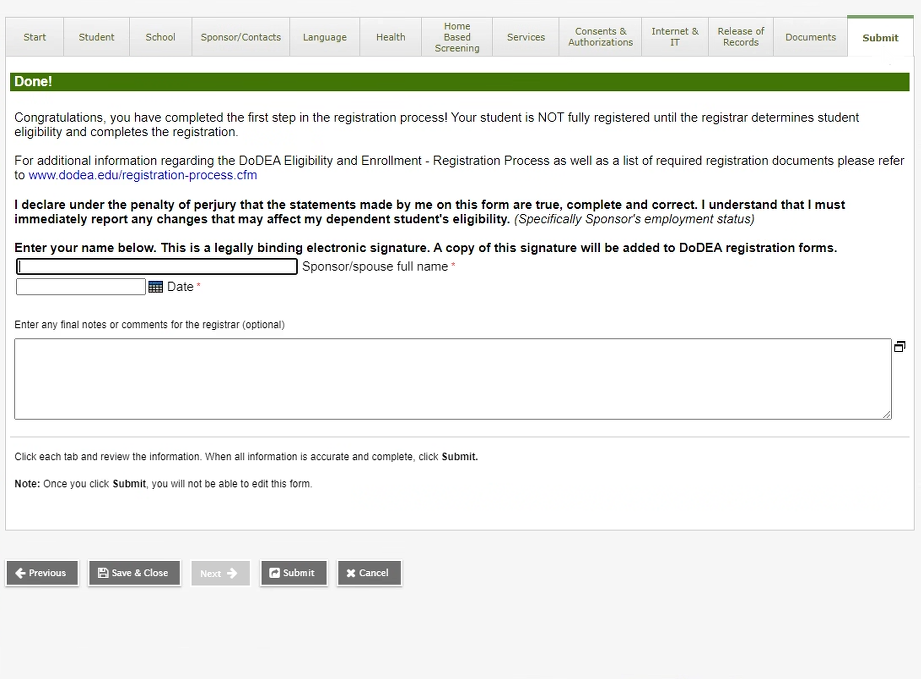 Start Student School Sponsor/Contacts Language Health Home Based Screening Services Consents & Authorizations Internet & IT Release of Records Documents Submit
Done!
Congratulations, you have completed the first step in the registration process! Your student is NOT fully registered until the registrar determines student
eligibility and completes the registration.
For additional information regarding the DoDEA Eligibility and Enrollment - Registration Process as well as a list of required registration documents please refer
to www.dodea.edu/registration-process.cfm
I declare under the penalty of perjury that the statements made by me on this form are true, complete and correct. I understand that I must
immediately report any changes that may affect my dependent student's eligibility. (Specifically Sponsor's employment status)
Enter your name below. This is a legally binding electronic signature. A copy of this signature will be added to DoDEA registration forms.
Sponsor/spouse full name *
Date *
Enter any final notes or comments for the registrar (optional)
Click each tab and review the information. When all information is accurate and complete, click Submit.
Note: Once you click Submit, you will not be able to edit this form.
Previous Save & Close Next Submit Cancel